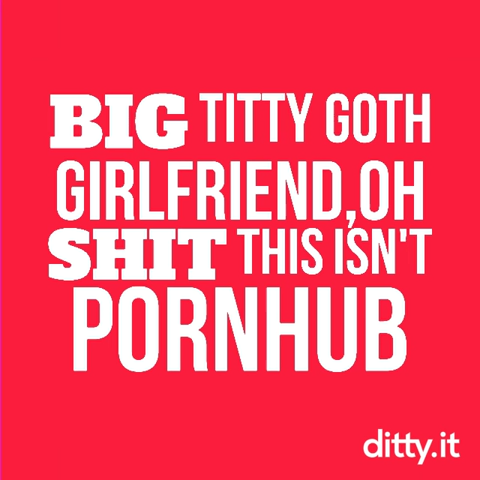 BIG TITTY GOTH
GIRLFRIEND,OH
SHIT THIS ISN'T
PORNHUB
ditty.it